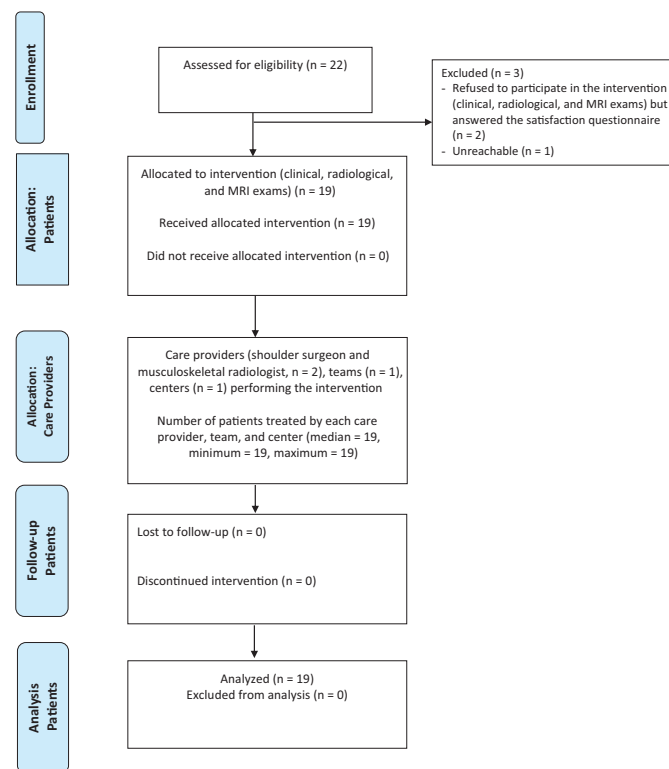 Enrollment
Assessed for eligibility (n = 22)
Excluded (n = 3)
- Refused to participate in the intervention
(clinical, radiological, and MRI exams) but
answered the satisfaction questionnaire
(n = 2)
- Unreachable (n = 1)
Allocation:
Patients
Allocated to intervention (clinical, radiological,
and MRI exams) (n = 19)
Received allocated intervention (n = 19)
Did not receive allocated intervention (n = 0)
Allocation:
Care Providers
Care providers (shoulder surgeon and
musculoskeletal radiologist, n = 2), teams (n = 1),
centers (n = 1) performing the intervention
Number of patients treated by each care
provider, team, and center (median = 19,
minimum = 19, maximum = 19)
Follow-up
Patients
Lost to follow-up (n = 0)
Discontinued intervention (n = 0)
Analysis
Patients
Analyzed (n = 19)
Excluded from analysis (n = 0)